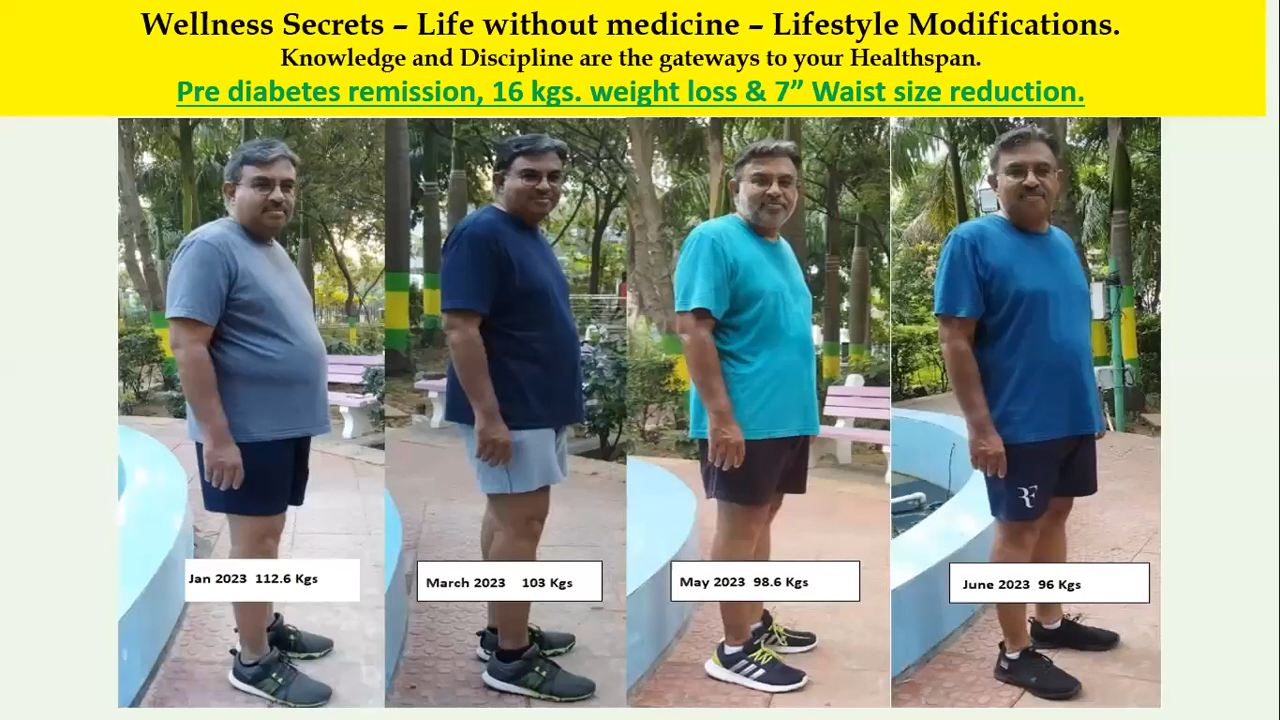 Wellness Secrets – Life without medicine – Lifestyle Modifications.
Knowledge and Discipline are the gateways to your Healthspan.
Pre diabetes remission, 16 kgs. weight loss & 7” Waist size reduction.
Jan 2023 112.6 Kgs
March 2023 103 Kgs
May 2023 98.6 Kgs
June 2023 96 Kgs
RF